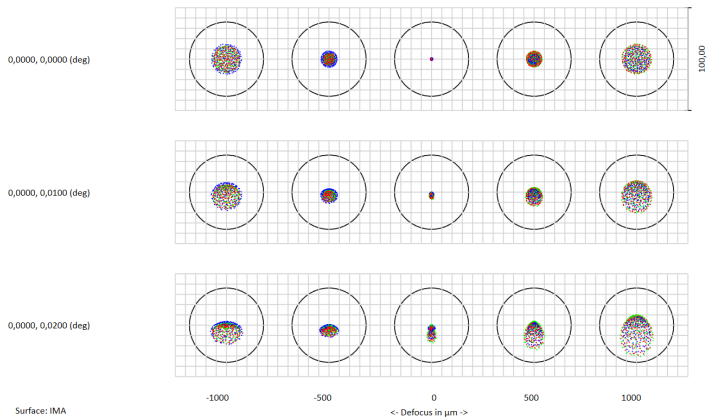 0,0000, 0,0000 (deg)
100,00
0,0000, 0,0100 (deg)
0,0000, 0,0200 (deg)
-1000 -500 0 500 1000
Surface: IMA <- Defocus in µm ->